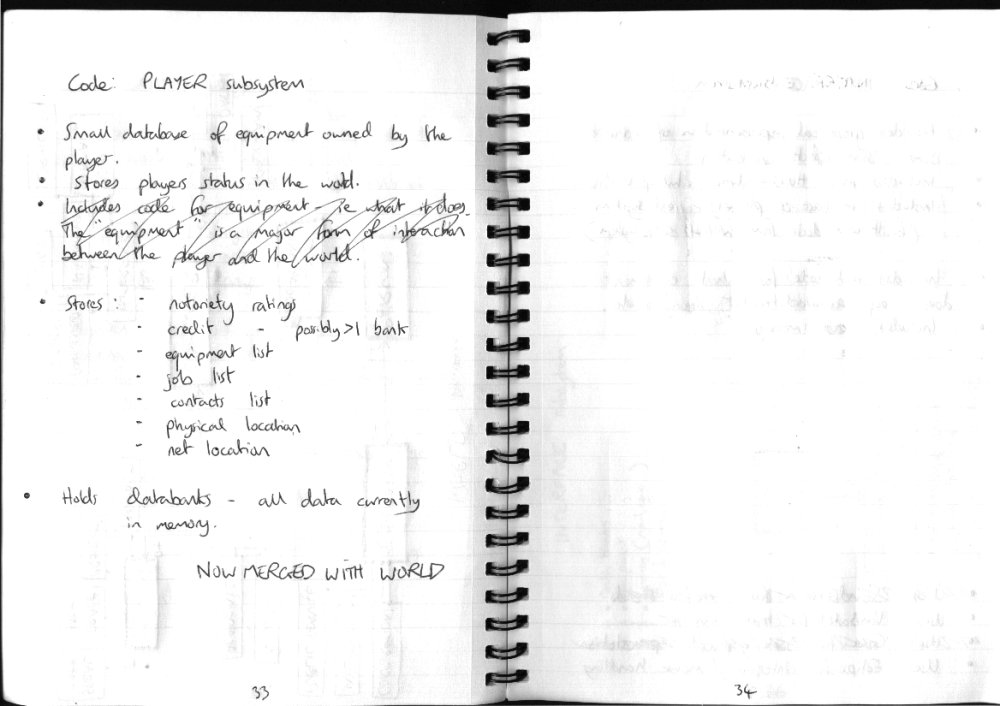 Code: PLAYER subsystem
• Small database of equipment owned by the
player.
• Stores players status in the world.
• Includes code for equipment - ie what it does.
The "equipment" is a major form of interaction
between the player and the world.
• Stores: - notoriety ratings
- credit - possibly >1 bank
- equipment list
- job list
- contacts list
- physical location
- net location
• Holds databanks - all data currently
in memory.
NOW MERGED WITH WORLD
33
34